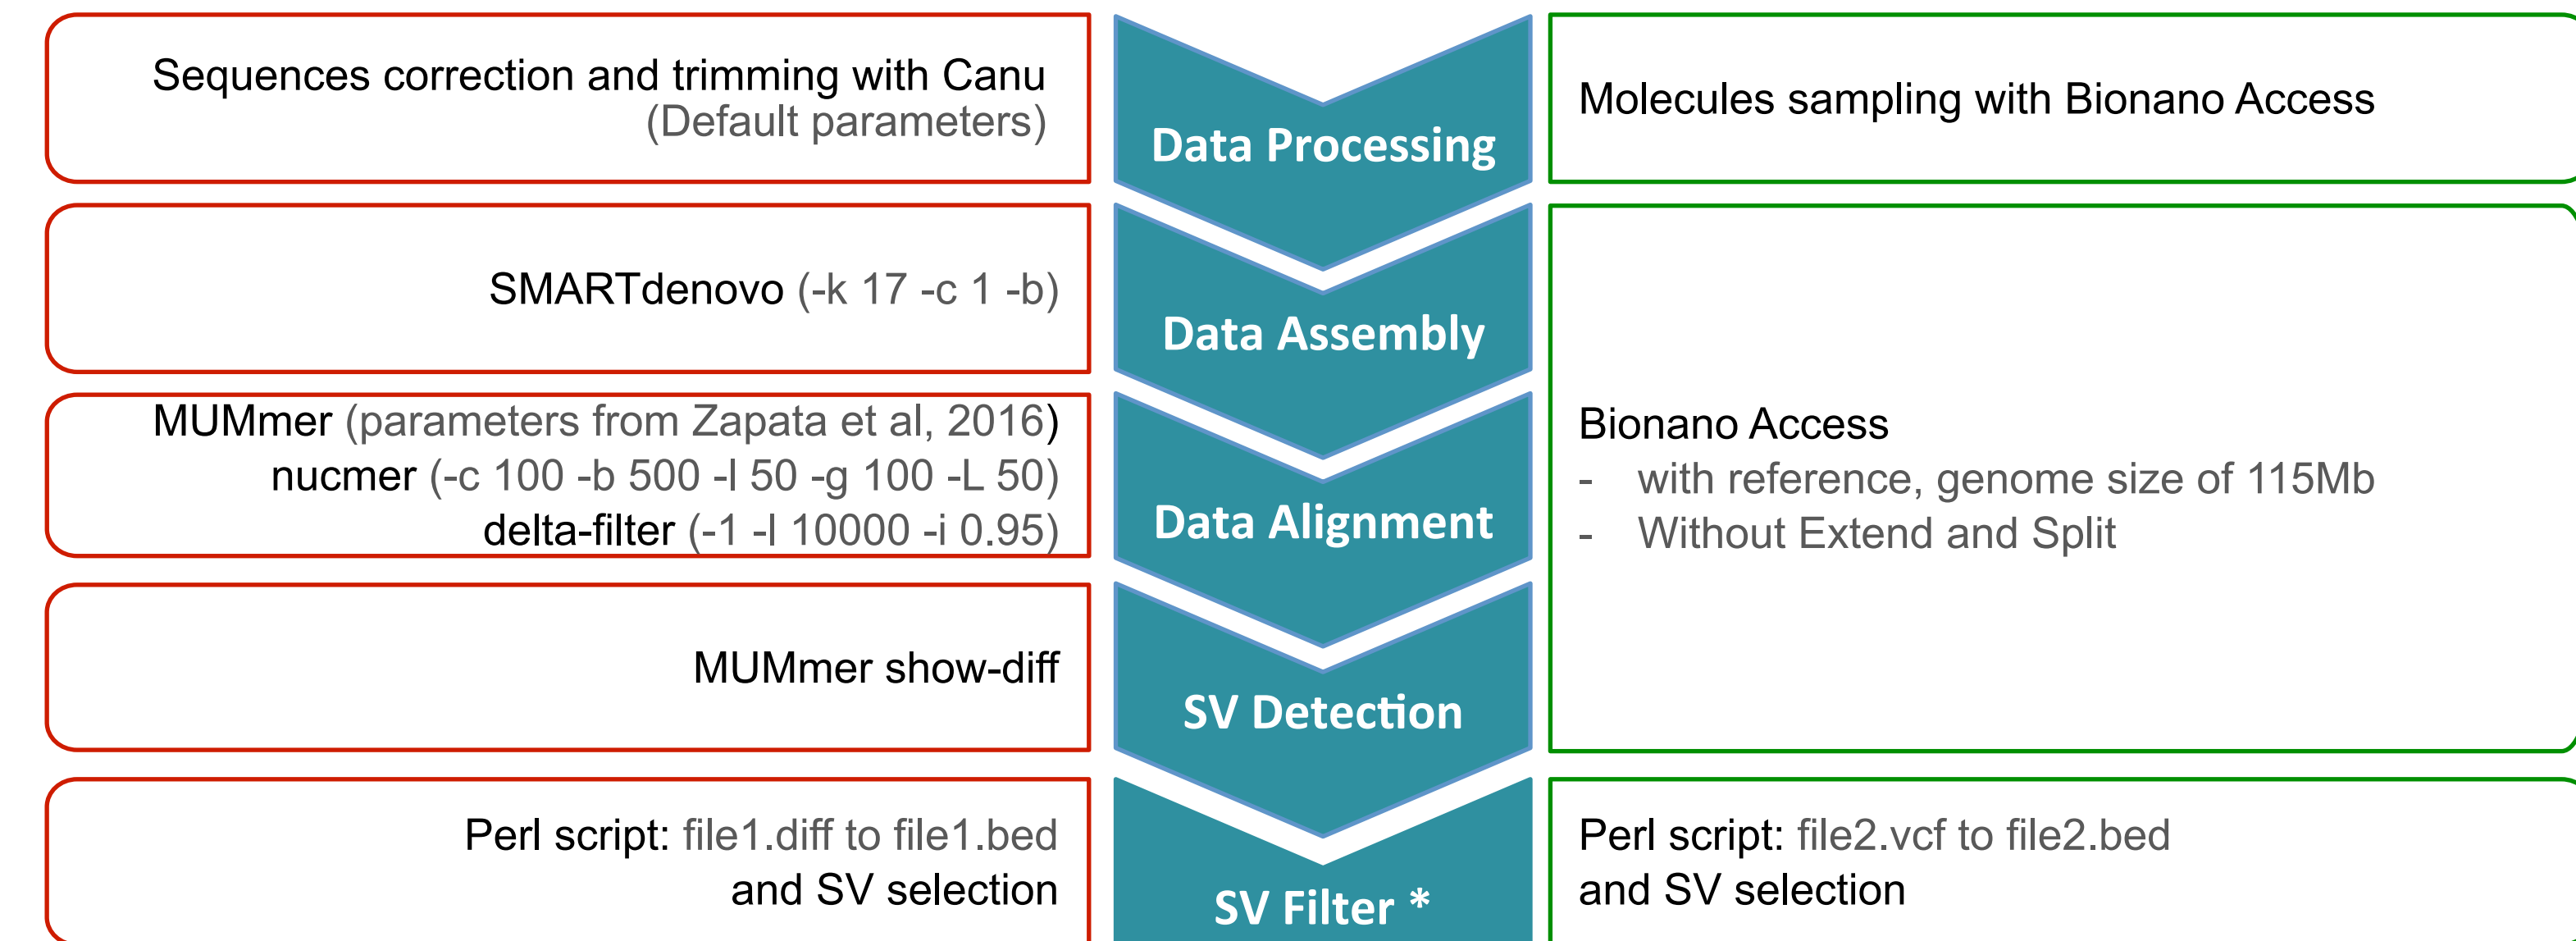 Sequences correction and trimming with Canu
(Default parameters)
Data Processing
Molecules sampling with Bionano Access
SMARTdenovo (-k 17 -c 1 -b)
Data Assembly
MUMmer (parameters from Zapata et al, 2016)
nucmer (-c 100 -b 500 -l 50 -g 100 -L 50)
delta-filter (-1 -l 10000 -i 0.95)
Data Alignment
Bionano Access
- with reference, genome size of 115Mb
- Without Extend and Split
MUMmer show-diff
SV Detection
Perl script: file1.diff to file1.bed
and SV selection
SV Filter *
Perl script: file2.vcf to file2.bed
and SV selection